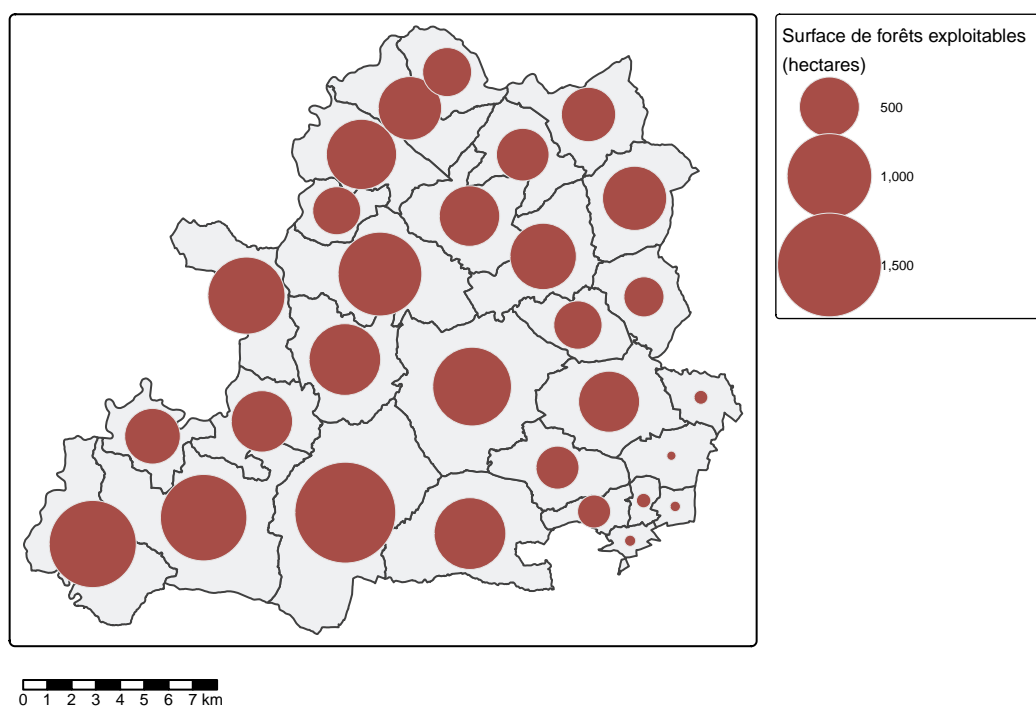 Surface de forêts exploitables
(hectares)
500
1,000
1,500
0 1 2 3 4 5 6 7 km